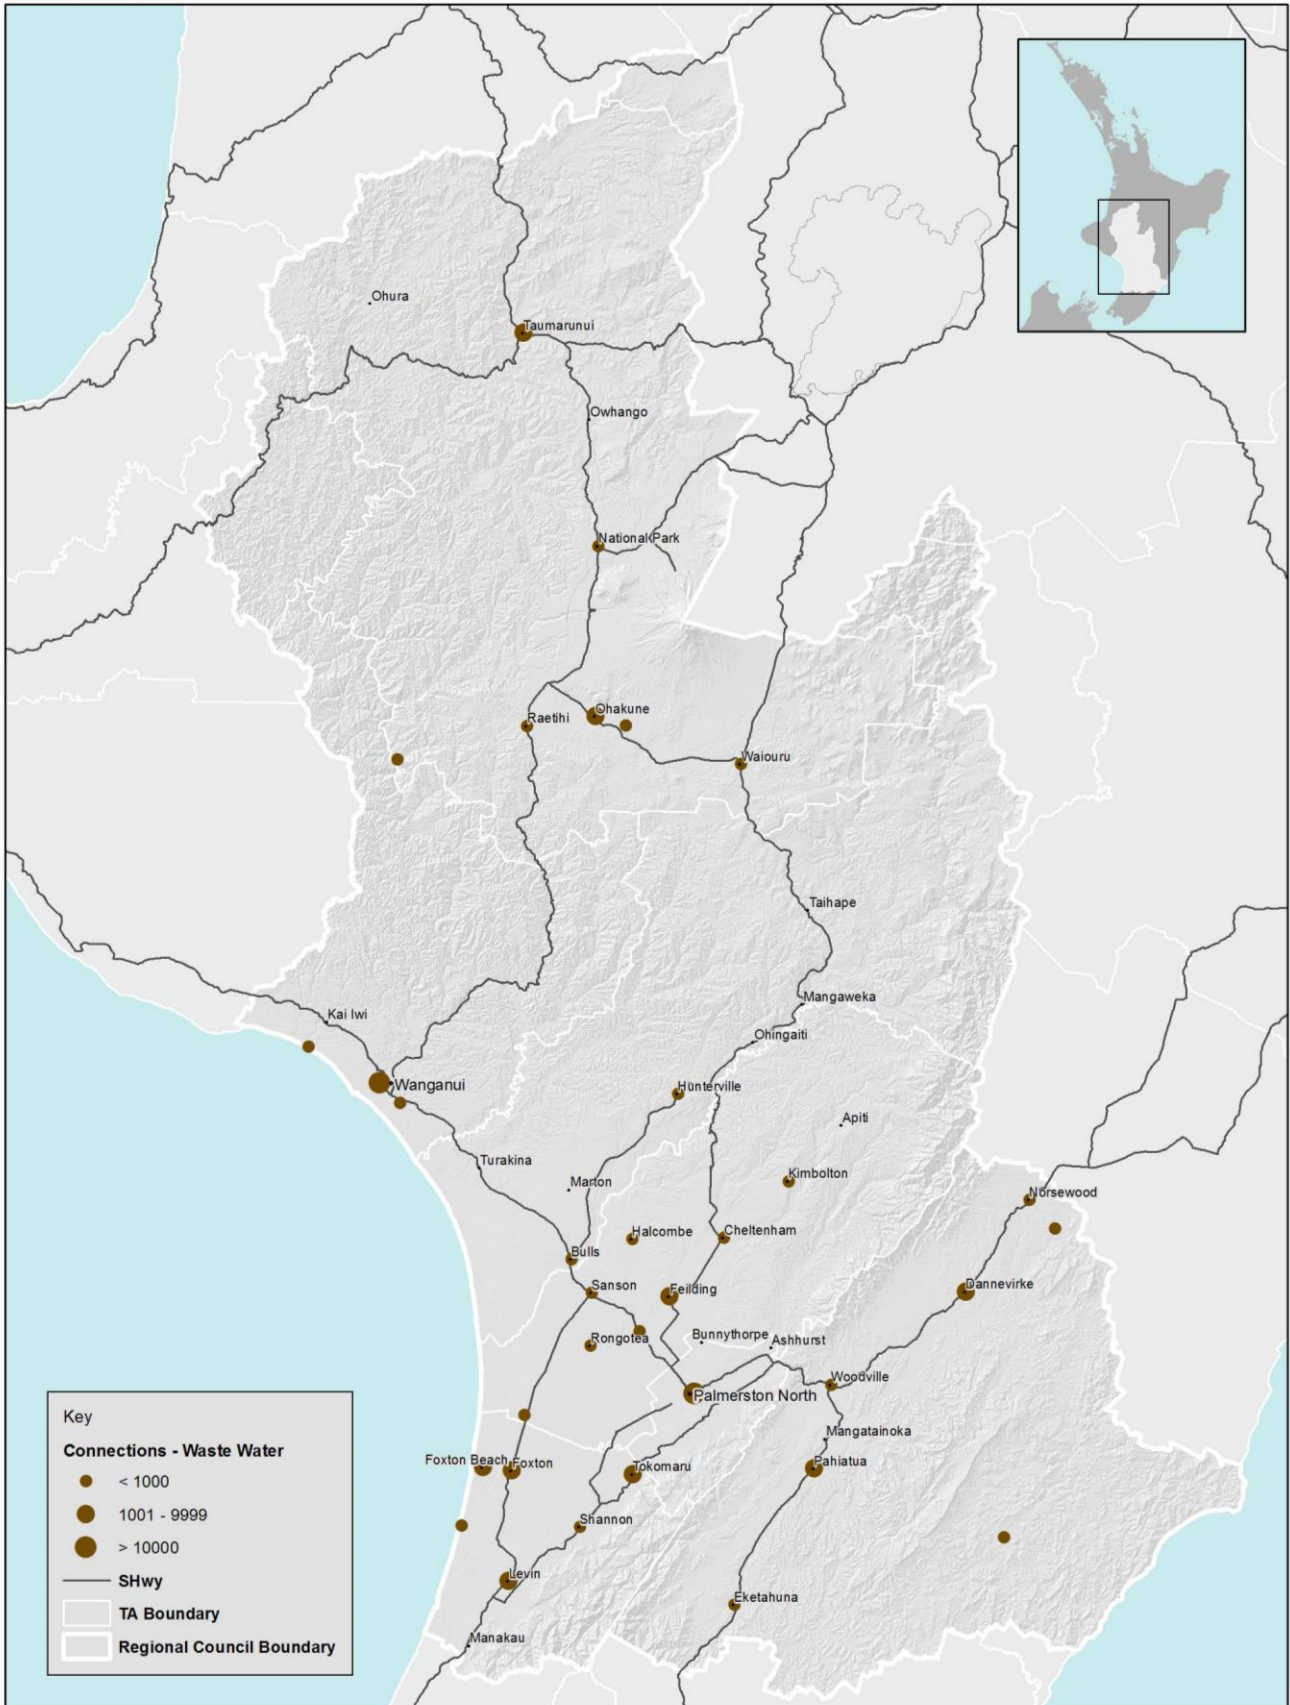 Ohura
Taumarunui
Owhango
National Park
Raetihi
Ohakune
Waiouru
Taihape
Mangaweka
Kai Iwi
Ohingaiti
Wanganui
Hunterville
Apiti
Turakina
Kimbolton
Marton
Norsewood
Halcombe
Cheltenham
Bulls
Sanson
Feilding
Dannevirke
Rongotea
Bunnythorpe
Ashhurst
Woodville
Palmerston North
Mangatainoka
Foxton Beach
Foxton
Tokomaru
Pahiatua
Shannon
Levin
Eketahuna
Manakau
Key
Connections - Waste Water
< 1000
1001 - 9999
> 10000
SHwy
TA Boundary
Regional Council Boundary